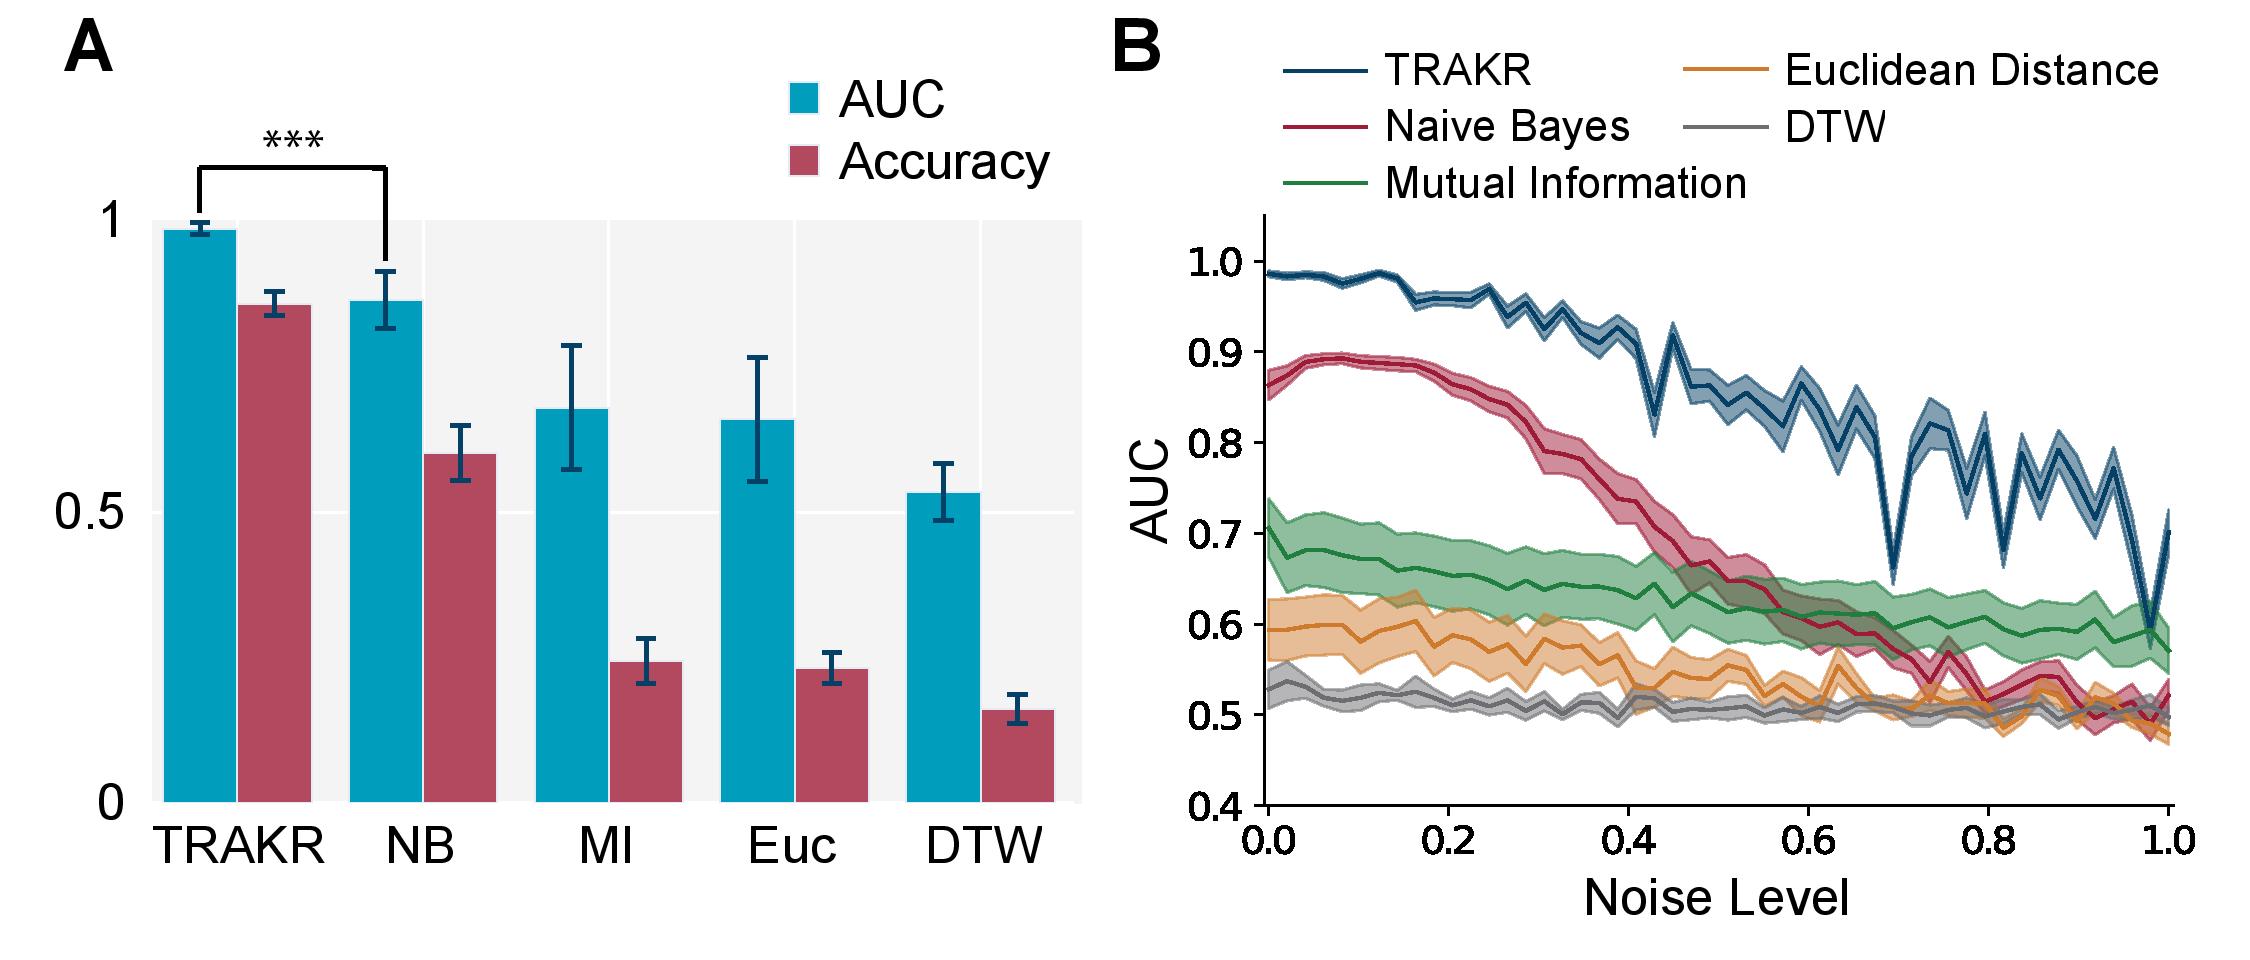 A
AUC
Accuracy
***
1
0.5
0
TRAKR NB MI Euc DTW
B
TRAKR Euclidean Distance
Naive Bayes DTW
Mutual Information
AUC
1.0
0.9
0.8
0.7
0.6
0.5
0.4
0.0 0.2 0.4 0.6 0.8 1.0
Noise Level